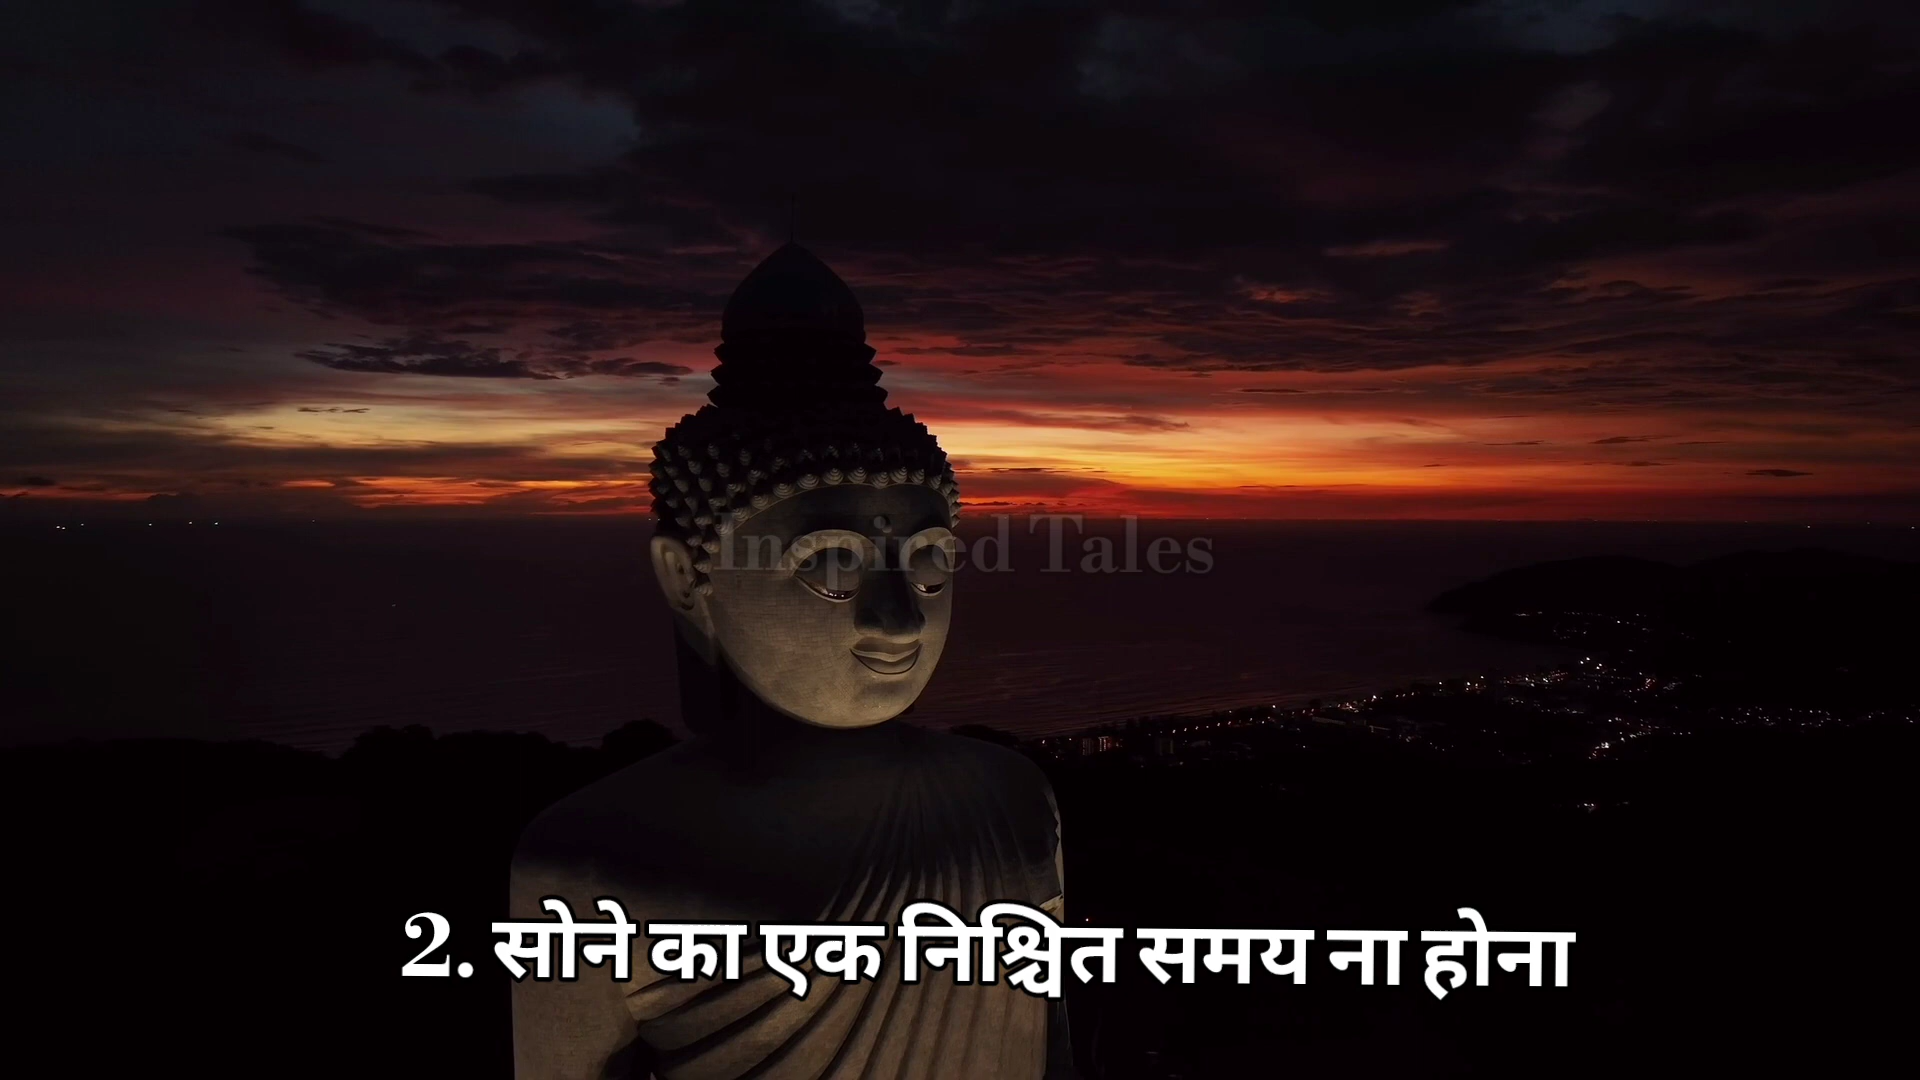 Inspired Tales
2. सोने का एक निश्चित समय ना होना